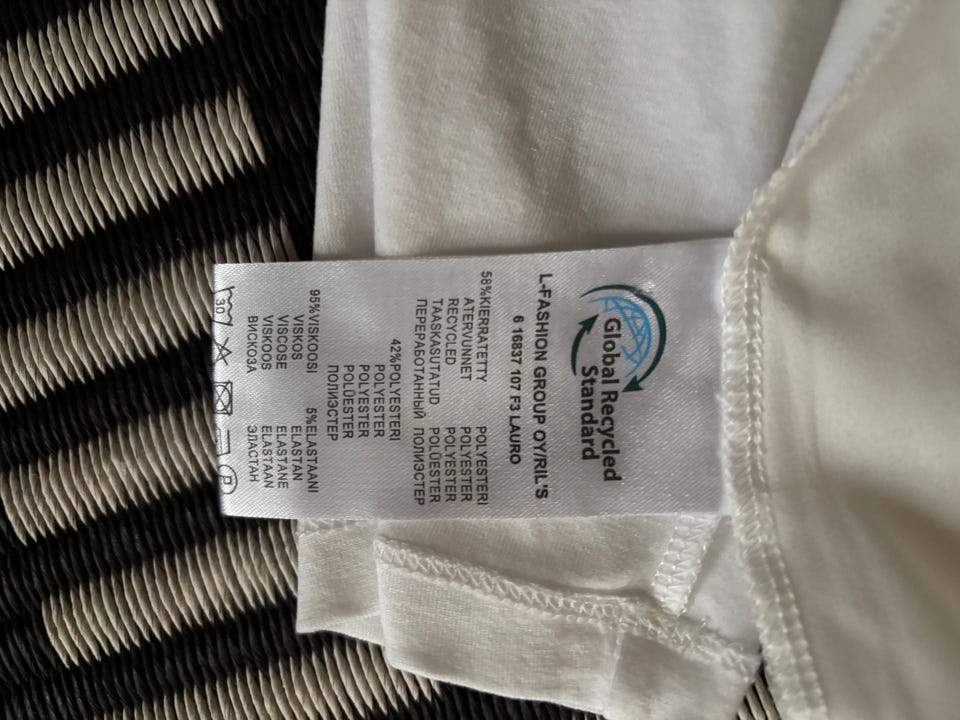 Global Recycled
Standard
L-FASHION GROUP OY/RIL'S
6 16837 107 F3 LAURO
58%KIERRATETTY POLYESTERI
ATERVUNNET POLYESTER
RECYCLED POLYESTER
TAASKASUTATUD POLÜESTER
ПЕРЕРАБОТАННЫЙ ПОЛИЭСТЕР
42%POLYESTERI
POLYESTER
POLYESTER
POLÜESTER
ПОЛИЭСТЕР
95%VISKOOSI 5%ELASTAANI
VISKOS ELASTAN
VISCOSE ELASTANE
VISKOOS ELASTAAN
ВИСКОЗА ЭЛАСТАН
30 P